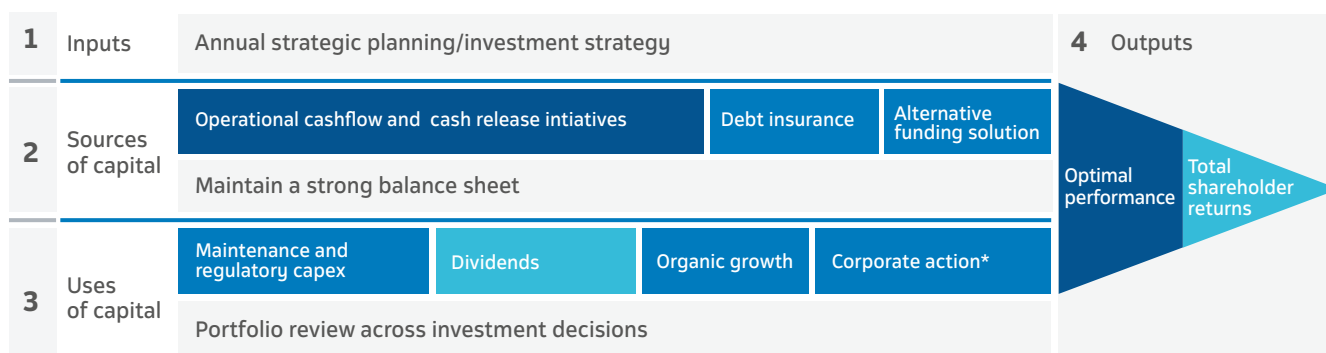 1 Inputs Annual strategic planning/investment strategy
4 Outputs
2 Sources
of capital
Operational cashflow and cash release intiatives
Debt insurance
Alternative
funding solution
Maintain a strong balance sheet
3 Uses
of capital
Maintenance and
regulatory capex
Dividends
Organic growth
Corporate action*
Portfolio review across investment decisions
Optimal
performance
Total
shareholder
returns